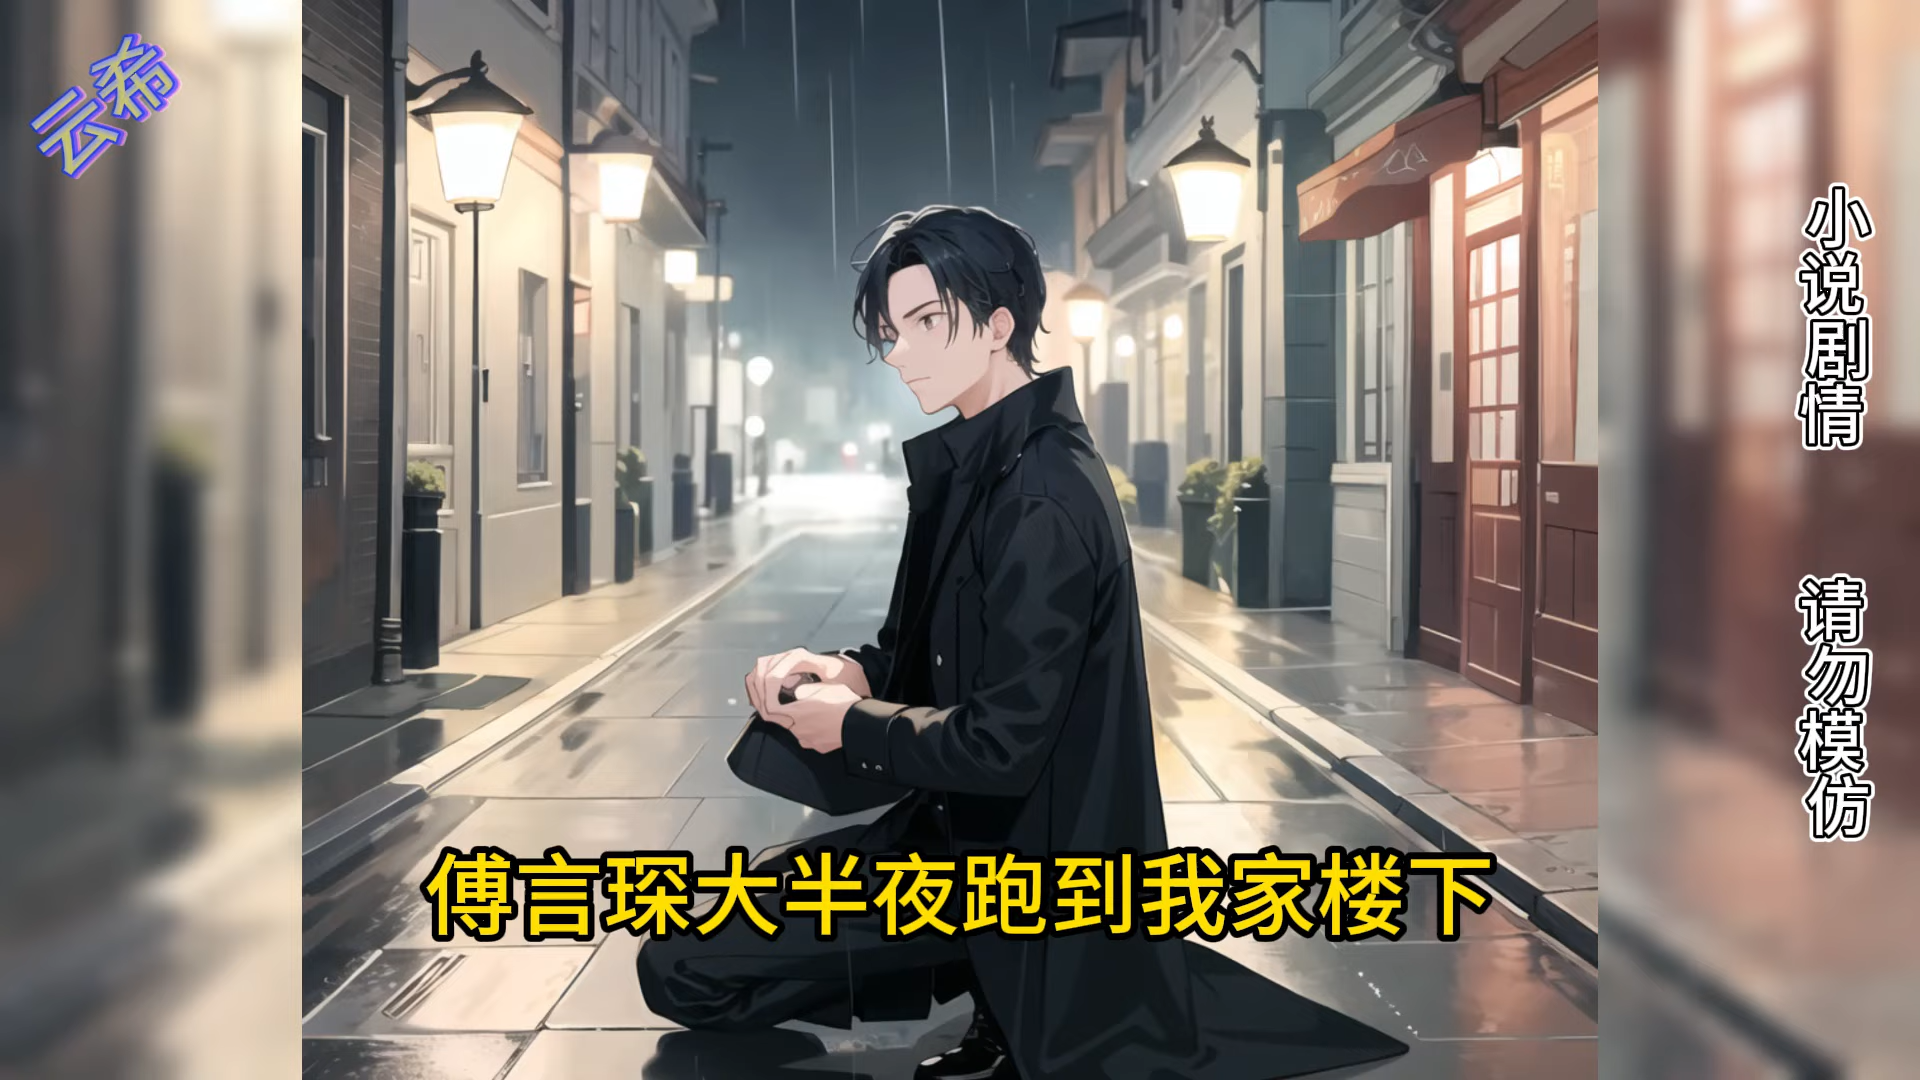 云希
小说剧情
请勿模仿
傅言琛大半夜跑到我家楼下